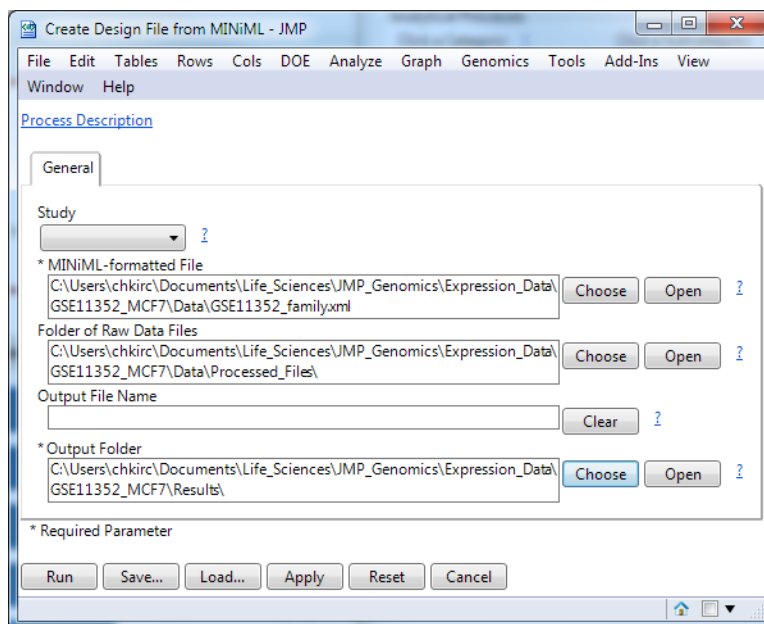 Create Design File from MINiML - JMP
File Edit Tables Rows Cols DOE Analyze Graph Genomics Tools Add-Ins View
Window Help
Process Description
General
Study
?
* MINiML-formatted File
C:\Users\chkirc\Documents\Life_Sciences\JMP_Genomics\Expression_Data\
GSE11352_MCF7\Data\GSE11352_family.xml
Choose Open ?
Folder of Raw Data Files
C:\Users\chkirc\Documents\Life_Sciences\JMP_Genomics\Expression_Data\
GSE11352_MCF7\Data\Processed_Files\
Choose Open ?
Output File Name
Clear ?
* Output Folder
C:\Users\chkirc\Documents\Life_Sciences\JMP_Genomics\Expression_Data\
GSE11352_MCF7\Results\
Choose Open ?
* Required Parameter
Run Save... Load... Apply Reset Cancel